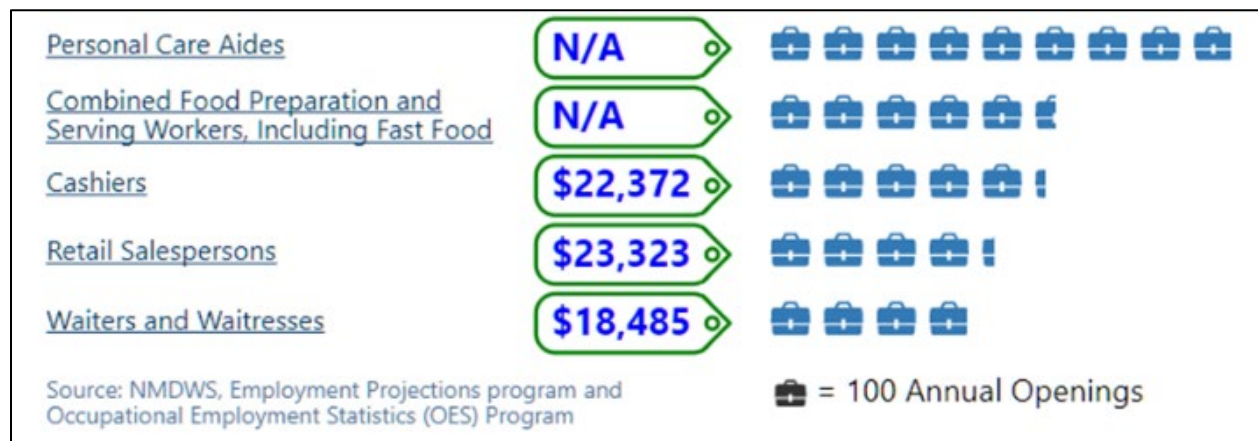 Personal Care Aides
N/A
Combined Food Preparation and
Serving Workers, Including Fast Food
N/A
Cashiers
$22,372
Retail Salespersons
$23,323
Waiters and Waitresses
$18,485
Source: NMDWS, Employment Projections program and
Occupational Employment Statistics (OES) Program
= 100 Annual Openings